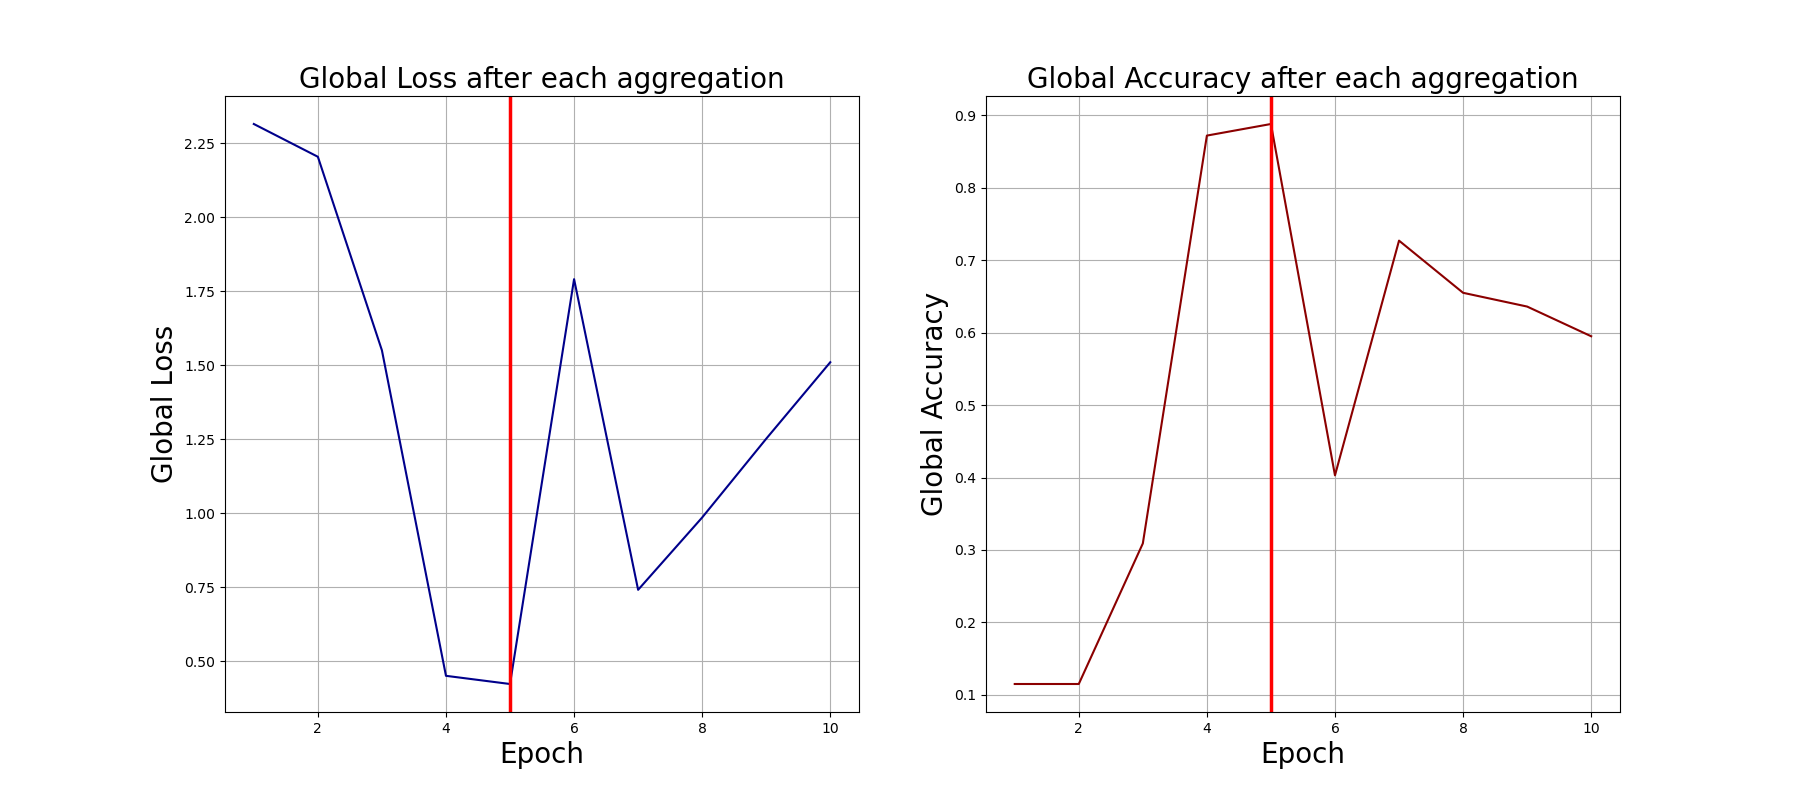 Global Loss after each aggregation
Global Loss
2.25
2.00
1.75
1.50
1.25
1.00
0.75
0.50
2 4 6 8 10
Epoch
Global Accuracy after each aggregation
Global Accuracy
0.9
0.8
0.7
0.6
0.5
0.4
0.3
0.2
0.1
2 4 6 8 10
Epoch